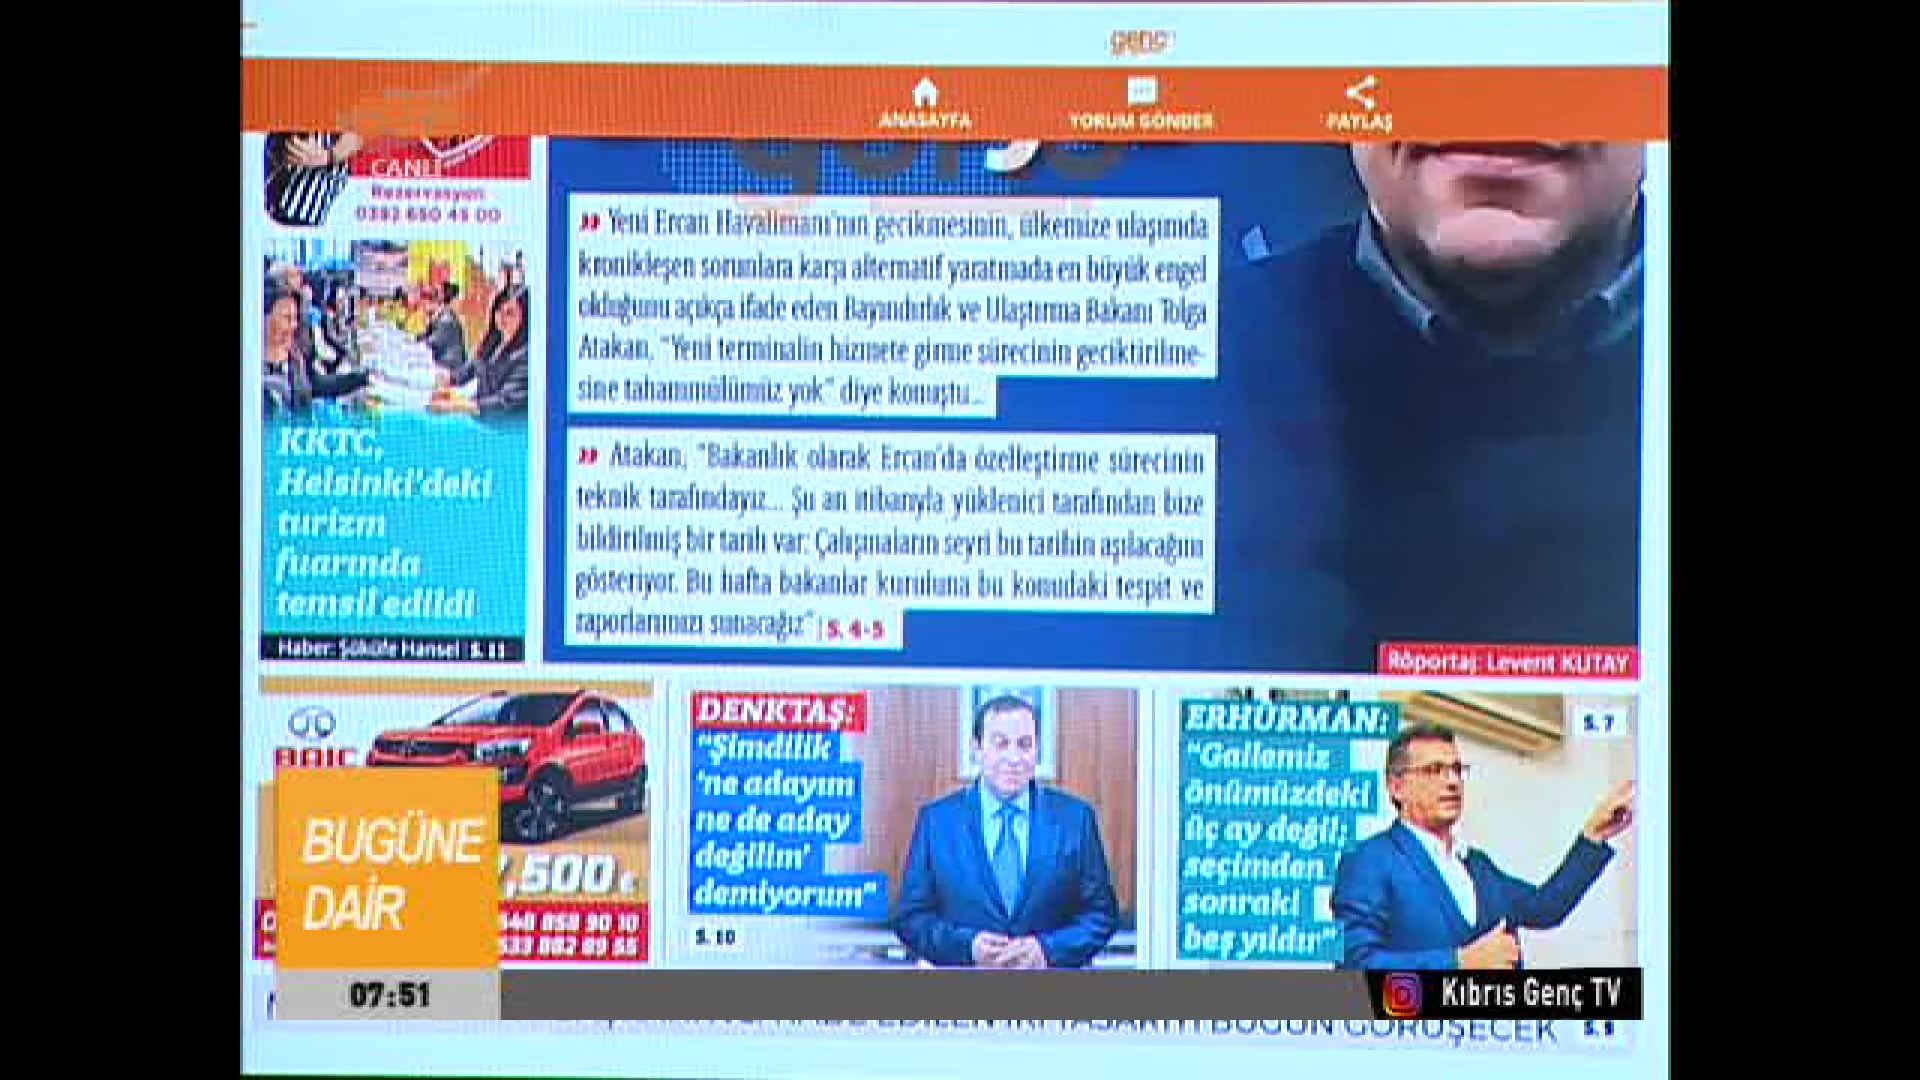 genç
ANASAYFA
YORUM GÖNDER
PAYLAŞ
CANLI
Rezervasyon
0392 650 45 00
» Yeni Ercan Havalimanı'nın gecikmesinin, ülkemize ulaşımda
kronikleşen sorunlara karşı alternatif yaratmada en büyük engel
olduğunu açıkça ifade eden Bayındırlık ve Ulaştırma Bakanı Tolga
Atakan, "Yeni terminalin hizmete girme sürecinin geciktirilme-
sine tahammülümüz yok" diye konuştu...
» Atakan, "Bakanlık olarak Ercan'da özelleştirme sürecinin
teknik tarafındayız... Şu an itibarıyla yüklenici tarafından bize
bildirilmiş bir tarih var: Çalışmaların seyri bu tarihin aşılacağını
gösteriyor. Bu hafta bakanlar kuruluna bu konudaki tespit ve
raporlarımızı sunacağız" | S. 4-5
Röportaj: Levent KUTAY
KKTC,
Helsinki'deki
turizm
fuarında
temsil edildi
Haber: Şüküfe Hansel S. 11
BAIC
,500 €
DENKTAŞ:
"Şimdilik
'ne adayım
ne de aday
değilim'
demiyorum"
S. 10
ERHÜRMAN:
"Gailemiz
önümüzdeki
üç ay değil;
seçimden
sonraki
beş yıldır"
S. 7
BUGÜNE
DAİR
07:51
Kıbrıs Genç TV
BUGÜN GÖRÜŞECEK